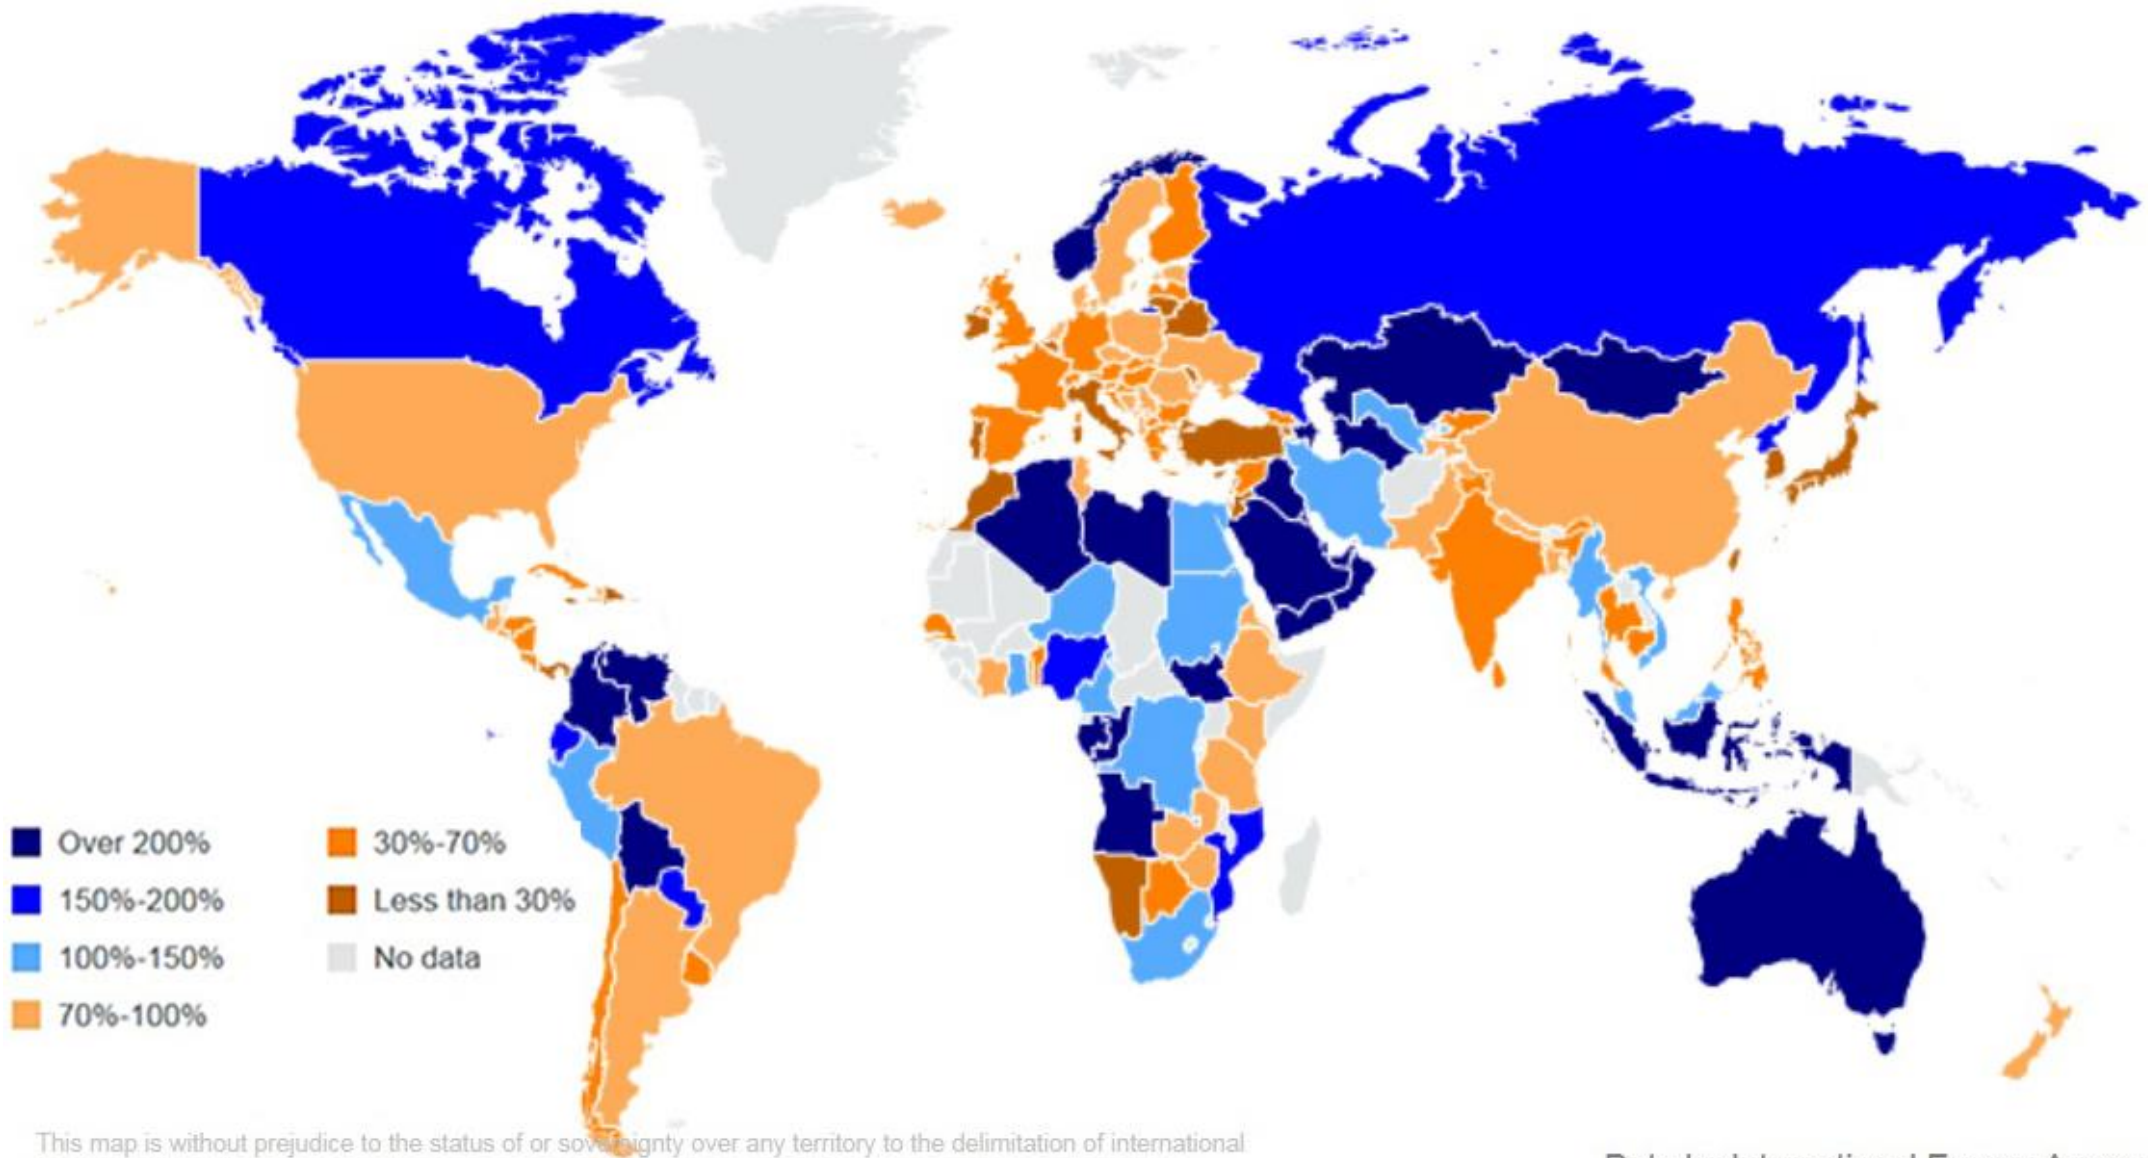 Over 200%
150%-200%
100%-150%
70%-100%
30%-70%
Less than 30%
No data
This map is without prejudice to the status of or sovereignty over any territory to the delimitation of international